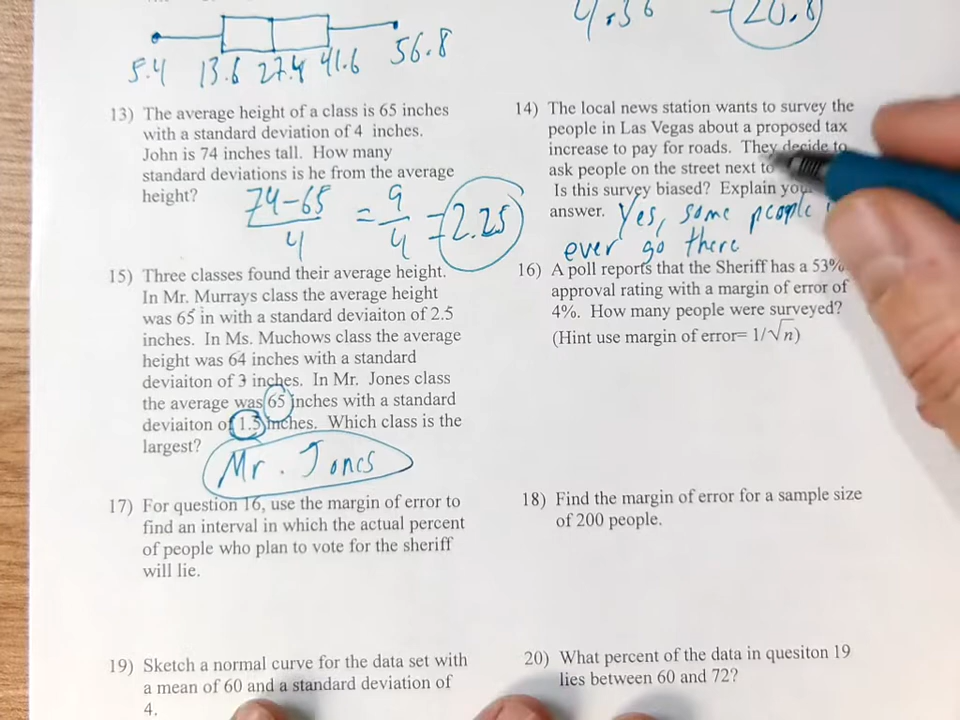 4.36 - 20.8
5.4 13.6 27.4 41.6 56.8
13) The average height of a class is 65 inches
with a standard deviation of 4 inches.
John is 74 inches tall. How many
standard deviations is he from the average
height?
74-65
4
= 9
4
= 2.25
14) The local news station wants to survey the
people in Las Vegas about a proposed tax
increase to pay for roads. They decide to
ask people on the street next to
Is this survey biased? Explain
answer. Yes, some people
ever go there
15) Three classes found their average height.
In Mr. Murrays class the average height
was 65 in with a standard deviaiton of 2.5
inches. In Ms. Muchows class the average
height was 64 inches with a standard
deviaiton of 3 inches. In Mr. Jones class
the average was 65 inches with a standard
deviaiton of 1.5 inches. Which class is the
largest?
Mr. Jones
16) A poll reports that the Sheriff has a 53%
approval rating with a margin of error of
4%. How many people were surveyed?
(Hint use margin of error= 1/√n)
17) For question 16, use the margin of error to
find an interval in which the actual percent
of people who plan to vote for the sheriff
will lie.
18) Find the margin of error for a sample size
of 200 people.
19) Sketch a normal curve for the data set with
a mean of 60 and a standard deviation of
4.
20) What percent of the data in quesiton 19
lies between 60 and 72?